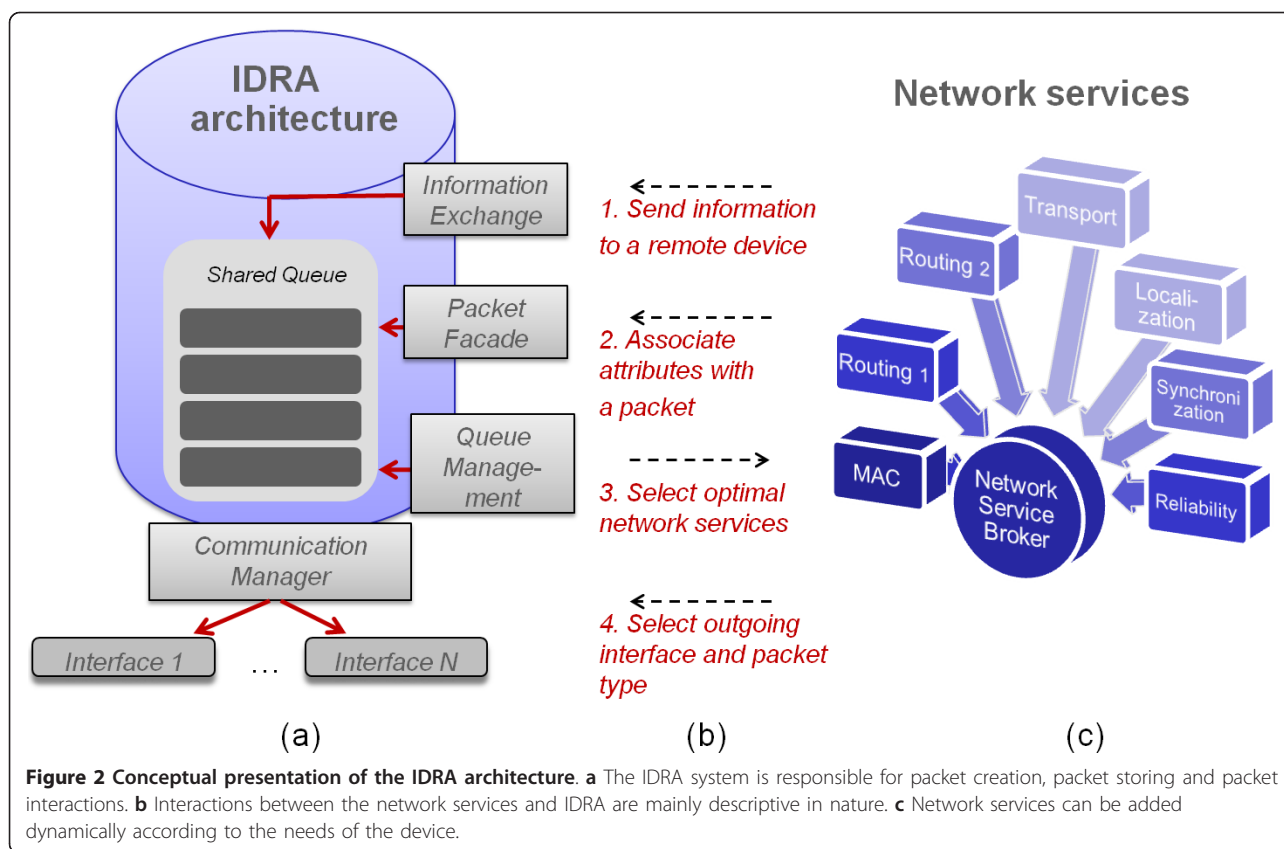 IDRA
architecture
Information
Exchange
Shared Queue
Packet
Facade
Queue
Manage-
ment
Communication
Manager
Interface 1
...
Interface N
(a)
1. Send information
to a remote device
2. Associate
attributes with
a packet
3. Select optimal
network services
4. Select outgoing
interface and packet
type
(b)
Network services
Transport
Routing 2
Locali-
zation
Routing 1
Synchroni
zation
MAC
Network
Service
Broker
Reliability
(c)
Figure 2 Conceptual presentation of the IDRA architecture. a The IDRA system is responsible for packet creation, packet storing and packet
interactions. b Interactions between the network services and IDRA are mainly descriptive in nature. c Network services can be added
dynamically according to the needs of the device.